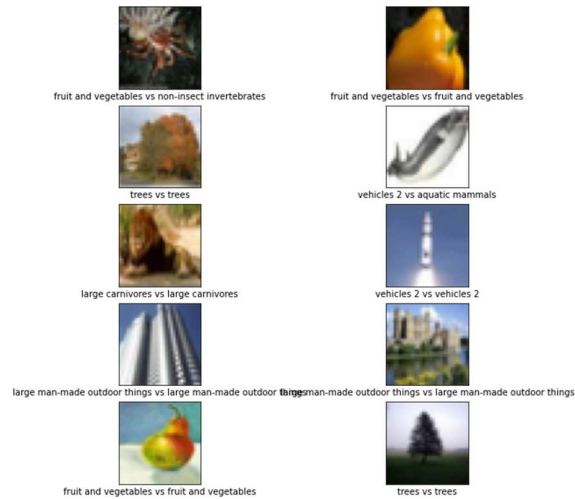 fruit and vegetables vs non-insect invertebrates
fruit and vegetables vs fruit and vegetables
trees vs trees
vehicles 2 vs aquatic mammals
large carnivores vs large carnivores
vehicles 2 vs vehicles 2
large man-made outdoor things vs large man-made outdoor things
large man-made outdoor things vs large man-made outdoor things
fruit and vegetables vs fruit and vegetables
trees vs trees